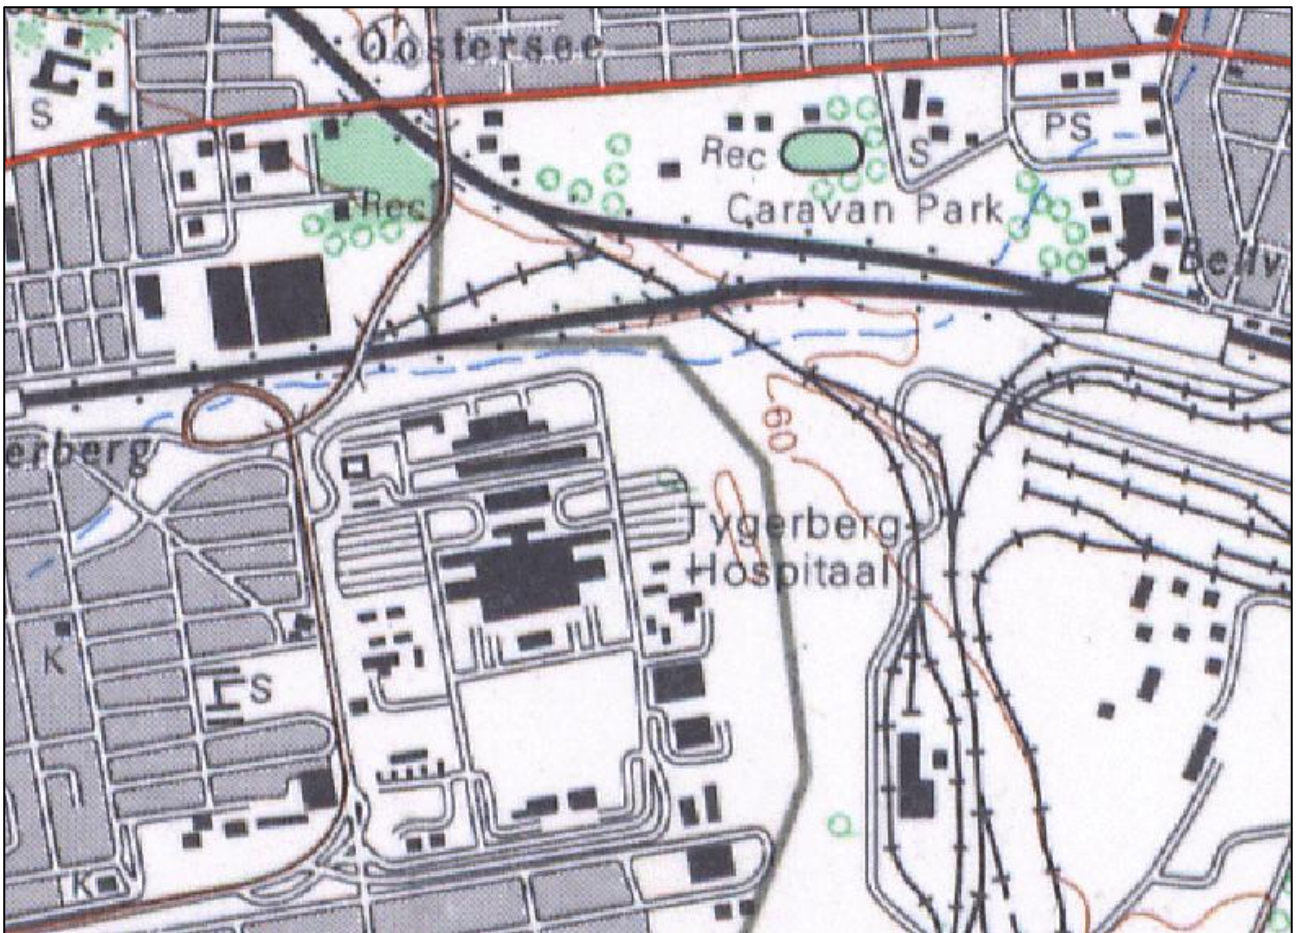 Oostersee
S
PS
Rec
S
Caravan Park
Rec
Bellv
erberg
60
Tygerberg
Hospitaal
K
S
K